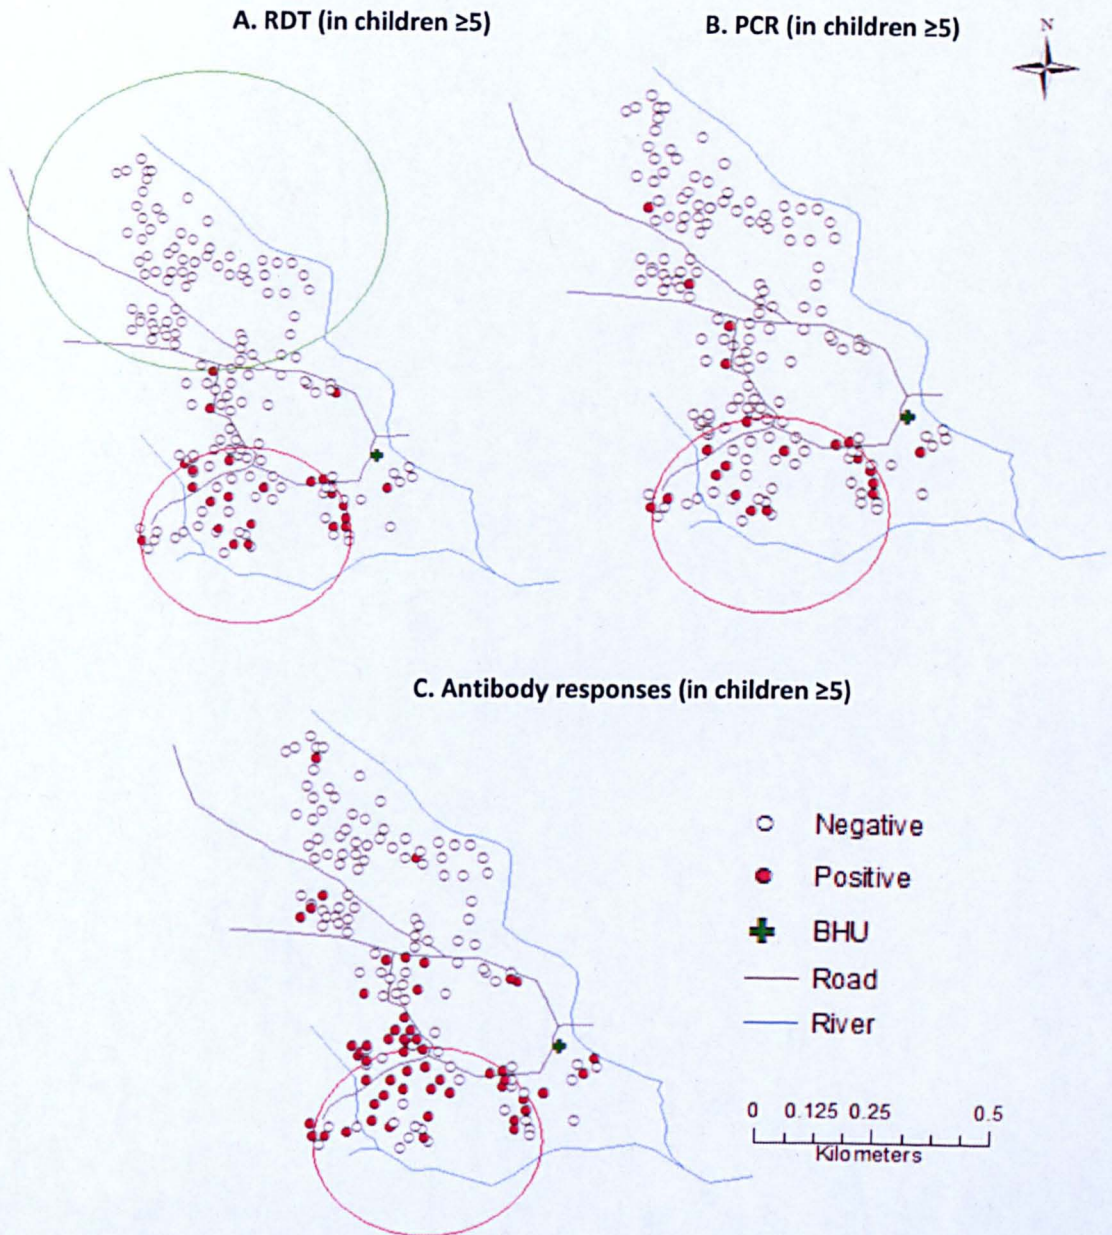 A. RDT (in children ≥5)
B. PCR (in children ≥5)
N
C. Antibody responses (in children ≥5)
Negative
Positive
BHU
Road
River
0 0.125 0.25 0.5
Kilometers